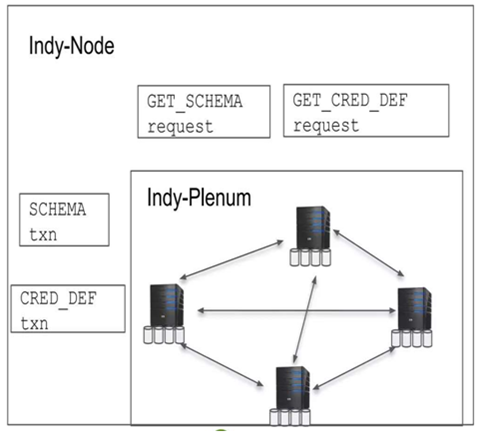 Indy-Node
GET_SCHEMA
request
GET_CRED_DEF
request
SCHEMA
txn
Indy-Plenum
CRED_DEF
txn